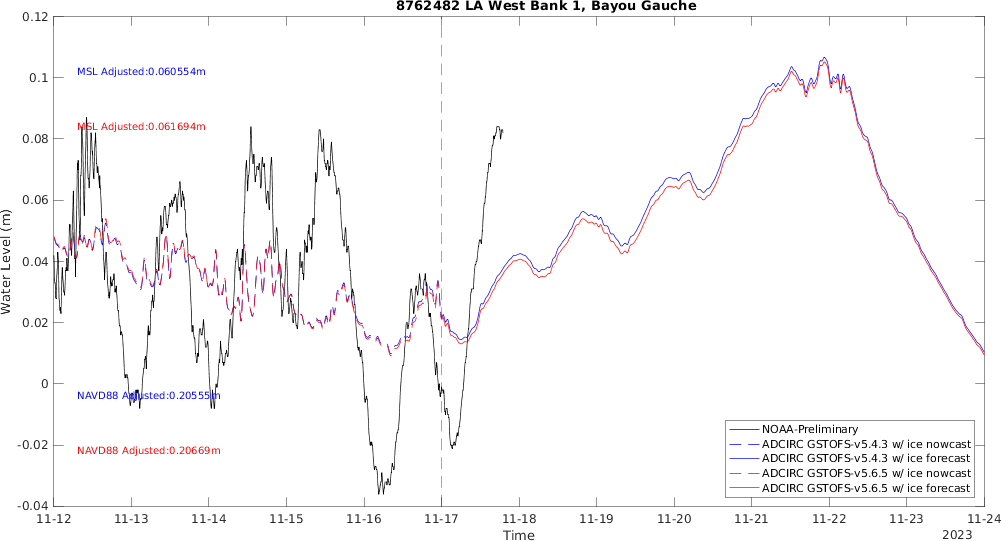 8762482 LA West Bank 1, Bayou Gauche
0.12
0.1
0.08
0.06
0.04
0.02
0
-0.02
-0.04
Water Level (m)
MSL Adjusted:0.060554m
MSL Adjusted:0.061694m
NAVD88 Adjusted:0.20555m
NAVD88 Adjusted:0.20669m
NOAA-Preliminary
ADCIRC GSTOFS-v5.4.3 w/ ice nowcast
ADCIRC GSTOFS-v5.4.3 w/ ice forecast
ADCIRC GSTOFS-v5.6.5 w/ ice nowcast
ADCIRC GSTOFS-v5.6.5 w/ ice forecast
11-12 11-13 11-14 11-15 11-16 11-17 11-18 11-19 11-20 11-21 11-22 11-23 11-24
Time
2023